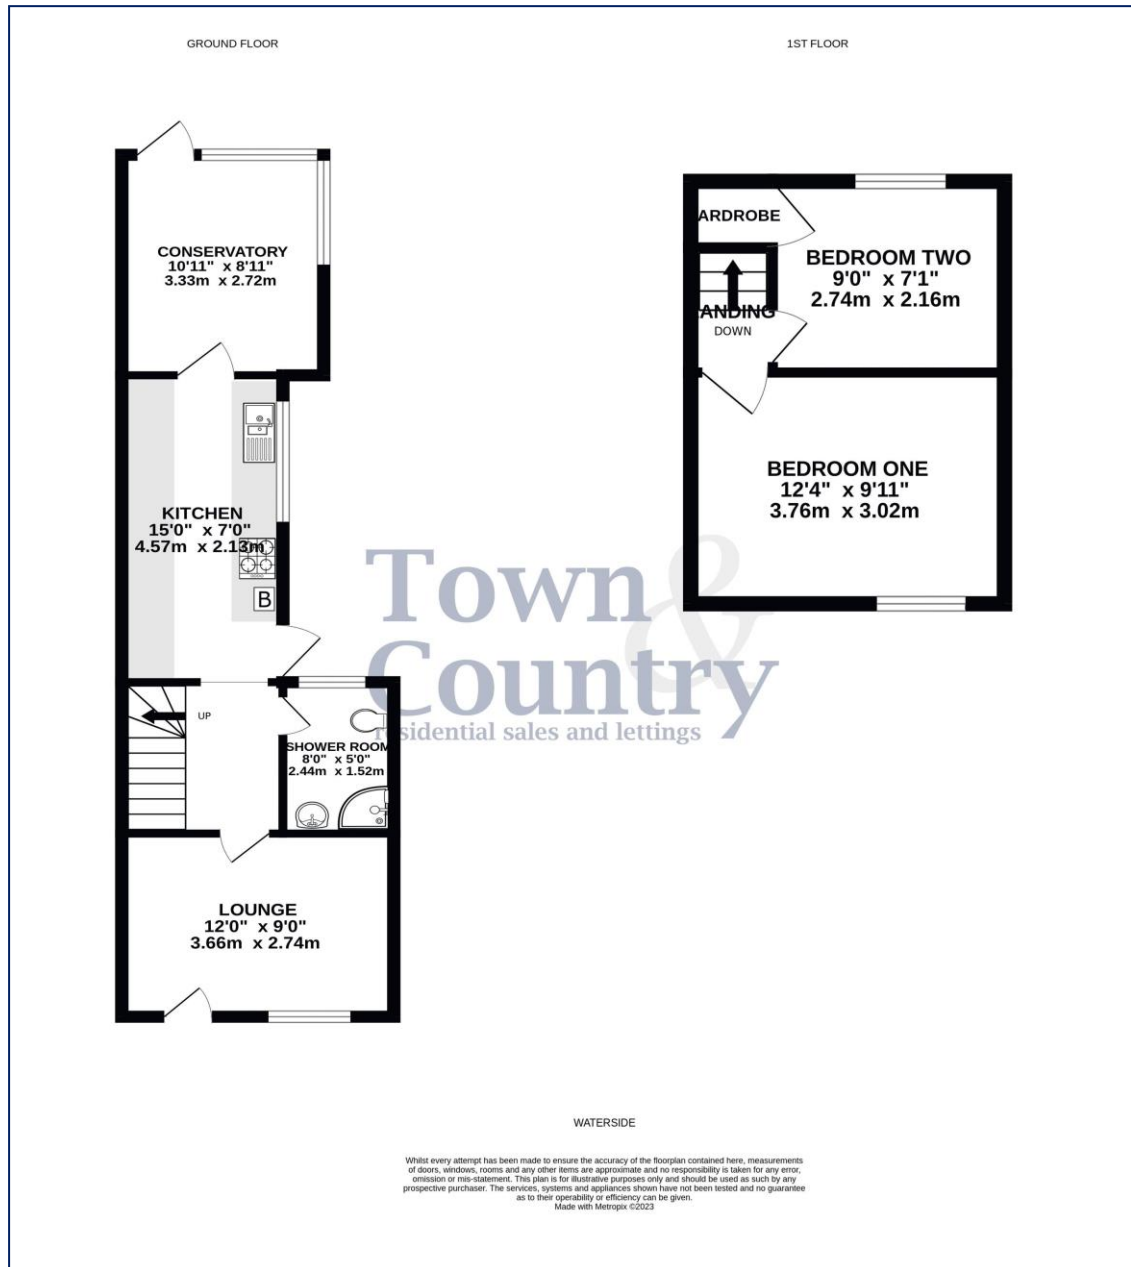 GROUND FLOOR
1ST FLOOR
CONSERVATORY
10'11" x 8'11"
3.33m x 2.72m
KITCHEN
15'0" x 7'0"
4.57m x 2.13m
B
UP
SHOWER ROOM
8'0" x 5'0"
2.44m x 1.52m
LOUNGE
12'0" x 9'0"
3.66m x 2.74m
ARDROBE
BEDROOM TWO
9'0" x 7'1"
2.74m x 2.16m
ANDING
DOWN
BEDROOM ONE
12'4" x 9'11"
3.76m x 3.02m
Town &
Country
residential sales and lettings
WATERSIDE
Whilst every attempt has been made to ensure the accuracy of the floorplan contained here, measurements
of doors, windows, rooms and any other items are approximate and no responsibility is taken for any error,
omission or mis-statement. This plan is for illustrative purposes only and should be used as such by any
prospective purchaser. The services, systems and appliances shown have not been tested and no guarantee
as to their operability or efficiency can be given.
Made with Metropix ©2023